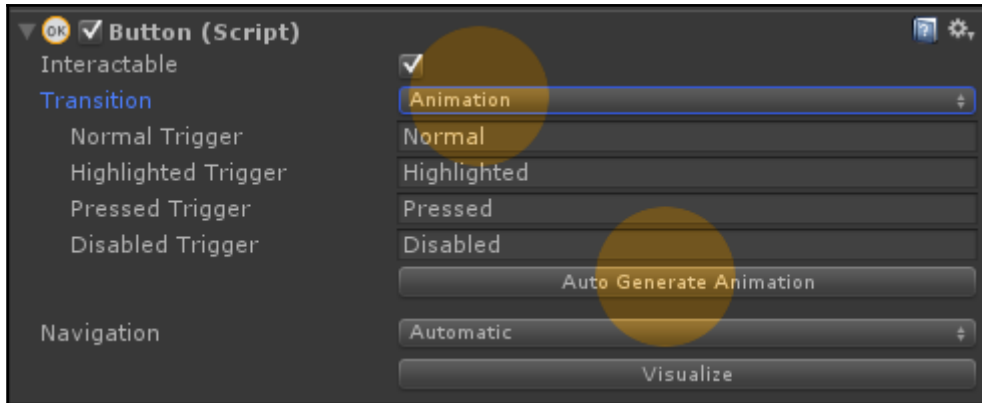 OK Button (Script)
Interactable
Transition Animation
Normal Trigger Normal
Highlighted Trigger Highlighted
Pressed Trigger Pressed
Disabled Trigger Disabled
Auto Generate Animation
Navigation Automatic
Visualize